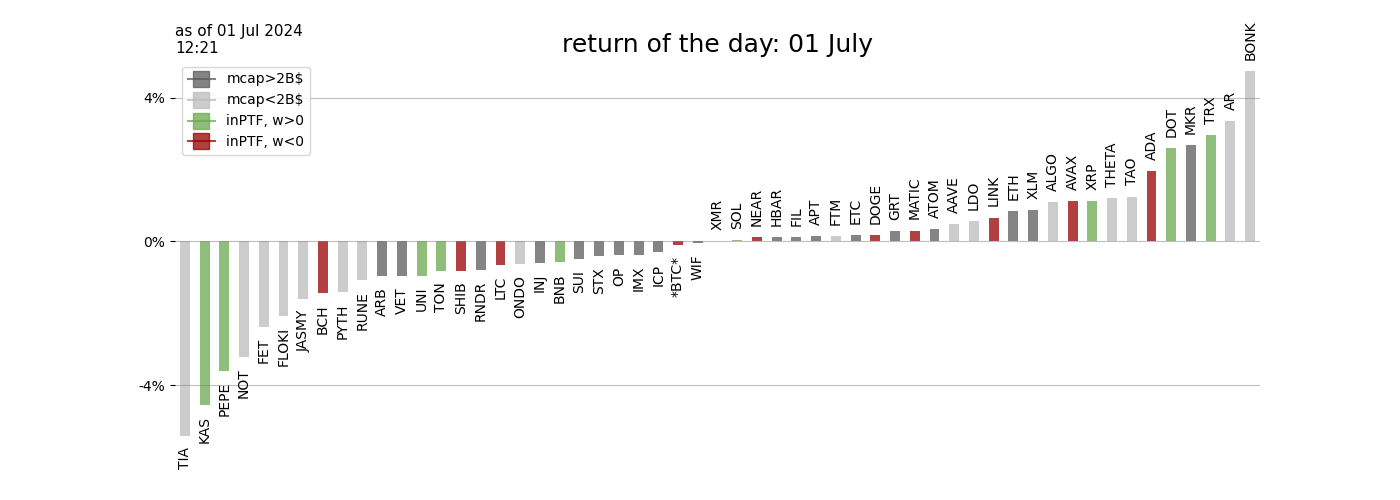 as of 01 Jul 2024
12:21
return of the day: 01 July
mcap>2B$
mcap<2B$
inPTF, w>0
inPTF, w<0
4%
0%
-4%
TIA
KAS
PEPE
NOT
FET
FLOKI
JASMY
BCH
PYTH
RUNE
ARB
VET
UNI
TON
SHIB
RNDR
LTC
ONDO
INJ
BNB
SUI
STX
OP
IMX
ICP
*BTC*
WIF
XMR
SOL
NEAR
HBAR
FIL
APT
FTM
ETC
DOGE
GRT
MATIC
ATOM
AAVE
LDO
LINK
ETH
XLM
ALGO
AVAX
XRP
THETA
TAO
ADA
DOT
MKR
TRX
AR
BONK